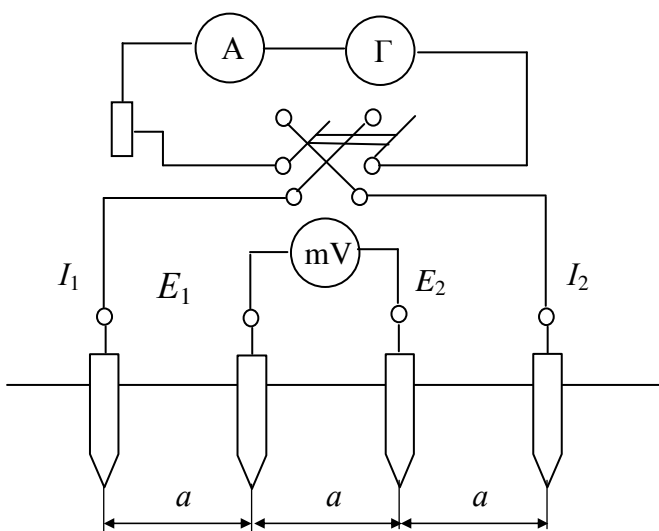 А Г
mV
I₁ E₁ E₂ I₂
a a a